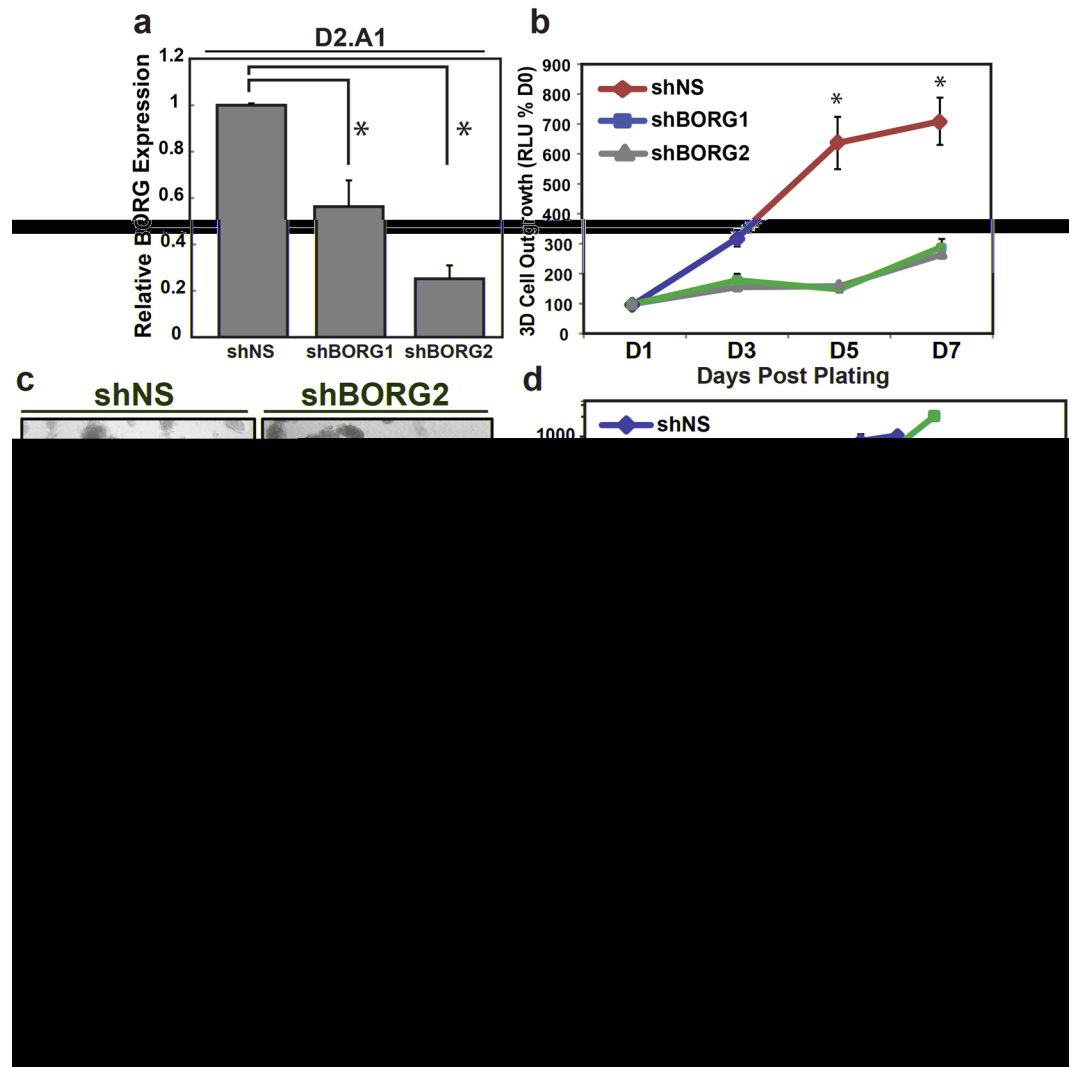 a
D2.A1
Relative BORG Expression
1.2
1
0.8
0.6
0.4
0.2
0
*
*
shNS
shBORG1
shBORG2
b
3D Cell Outgrowth (RLU % D0)
900
800
700
600
500
400
300
200
100
0
shNS
shBORG1
shBORG2
*
*
D1
D3
D5
D7
Days Post Plating
c
shNS
shBORG2
d
1000
shNS